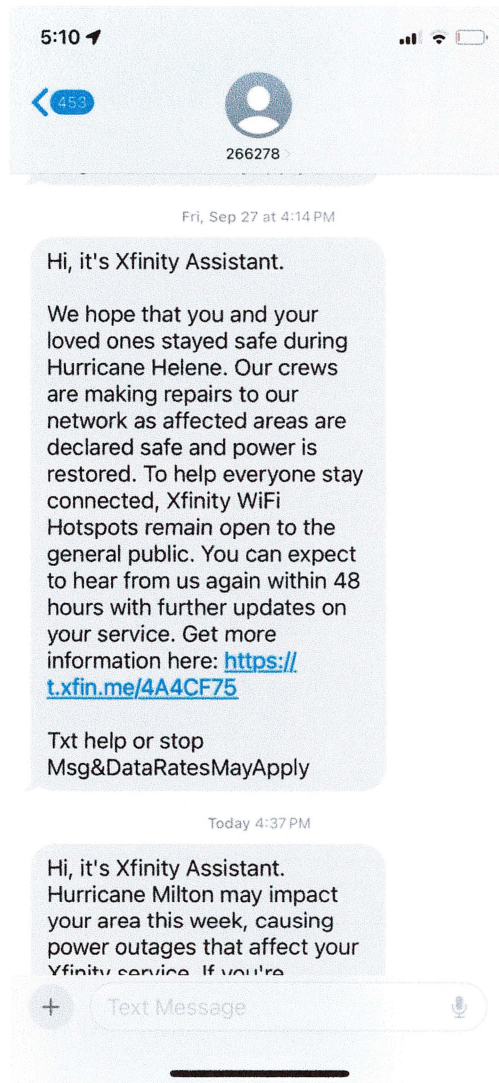 5:10
453
266278
Fri, Sep 27 at 4:14 PM
Hi, it's Xfinity Assistant.
We hope that you and your
loved ones stayed safe during
Hurricane Helene. Our crews
are making repairs to our
network as affected areas are
declared safe and power is
restored. To help everyone stay
connected, Xfinity WiFi
Hotspots remain open to the
general public. You can expect
to hear from us again within 48
hours with further updates on
your service. Get more
information here: https://
t.xfin.me/4A4CF75
Txt help or stop
Msg&DataRatesMayApply
Today 4:37 PM
Hi, it's Xfinity Assistant.
Hurricane Milton may impact
your area this week, causing
power outages that affect your
Xfinity service. If you're
Text Message